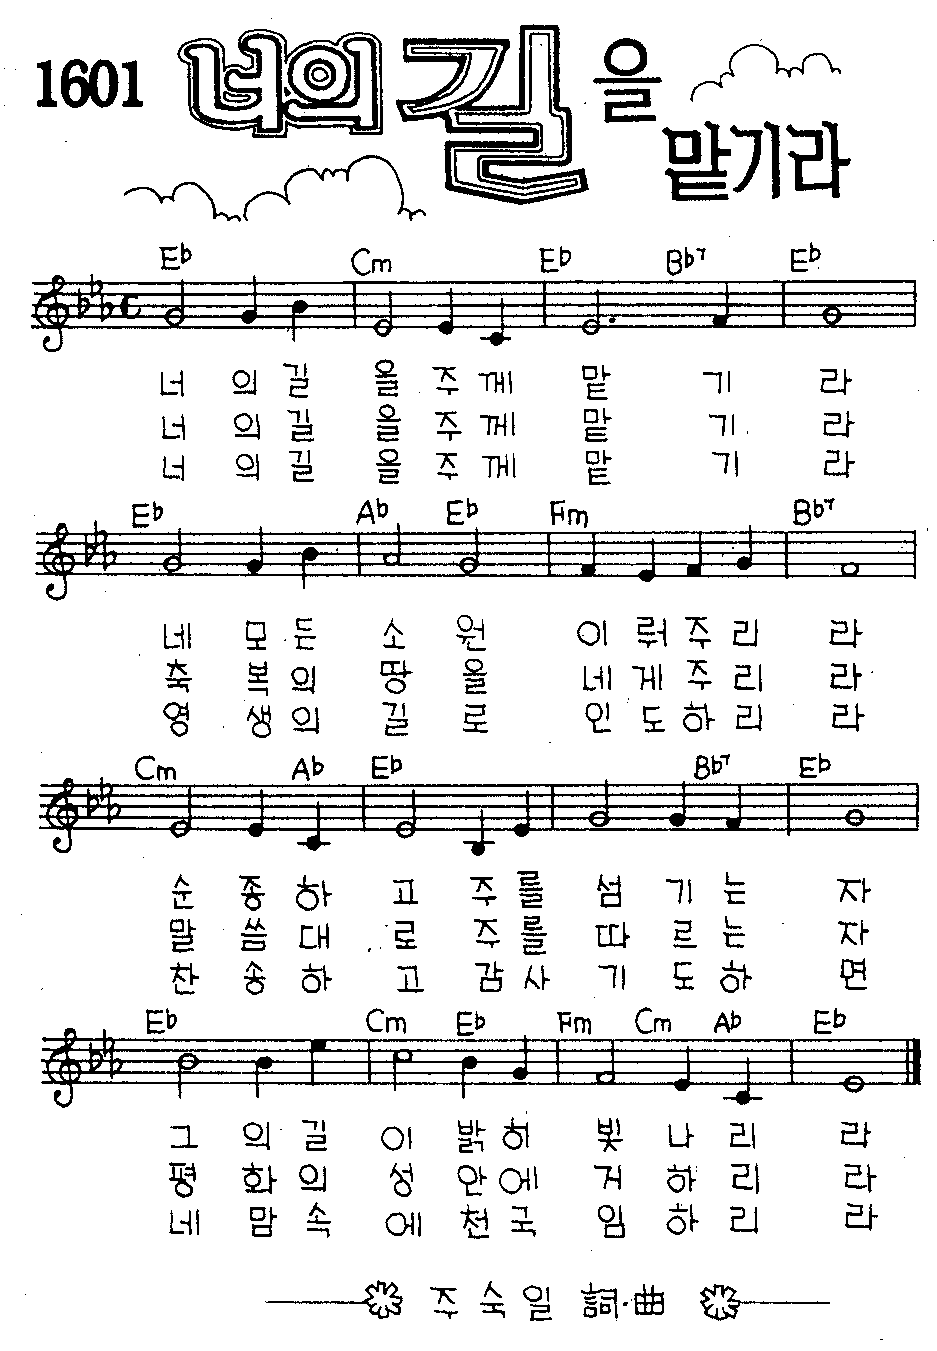 1601 너의 길 을
맡기라
Eb Cm Eb Bb7 Eb
너 의 길 을 주 께 맡 기 라
너 의 길 을 주 께 맡 기 라
너 의 길 을 주 께 맡 기 라
Eb Ab Eb Fm Bb7
네 모 든 소 원 이 뤄 주 리 라
축 복 의 땅 을 네 게 주 리 라
영 생 의 길 로 인 도 하 리 라
Cm Ab Eb Bb7 Eb
순 종 하 고 주 를 섬 기 는 자
말 씀 대 로 주 를 따 르 는 자
찬 송 하 고 감 사 기 도 하 면
Eb Cm Eb Fm Cm Ab Eb
그 의 길 이 밝 히 빛 나 리 라
평 화 의 성 안 에 거 하 리 라
네 맘 속 에 천 국 임 하 리 라
주 숙 일 詞·曲